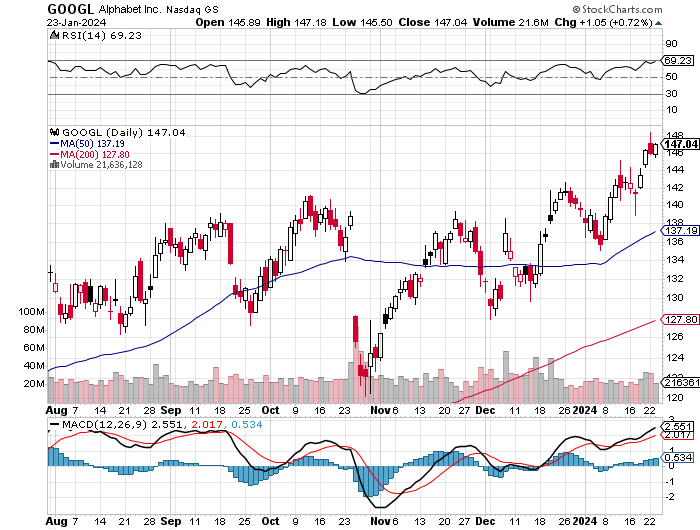 GOOGL Alphabet Inc. Nasdaq GS © StockCharts.com
23-Jan-2024 Open 145.89 High 147.18 Low 145.50 Close 147.04 Volume 21.6M Chg +1.05 (+0.72%)
RSI(14) 69.23
90
69.23
50
30
10
GOOGL (Daily) 147.04
MA(50) 137.19
MA(200) 127.80
Volume 21,636,128
148
147.04
146
144
142
140
138
137.19
136
134
132
130
127.80
126
124
122
120
100M
80M
60M
40M
20M
216361
Aug 7 14 21 28 Sep 11 18 25 Oct 9 16 23 Nov 6 13 20 27 Dec 11 18 26 2024 8 16 22
MACD(12,26,9) 2.551, 2.017, 0.534
3
2.551
2.017
1
0.534
0
-1
-2
-3
Aug 7 14 21 28 Sep 11 18 25 Oct 9 16 23 Nov 6 13 20 27 Dec 11 18 26 2024 8 16 22